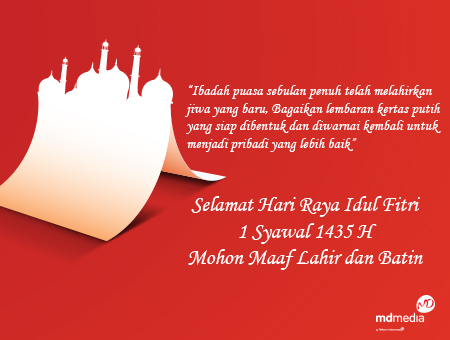 “Ibadah puasa sebulan penuh telah melahirkan
jiwa yang baru, Bagaikan lembaran kertas putih
yang siap dibentuk dan diwarnai kembali untuk
menjadi pribadi yang lebih baik”
Selamat Hari Raya Idul Fitri
1 Syawal 1435 H
Mohon Maaf Lahir dan Batin
MD
mdmedia